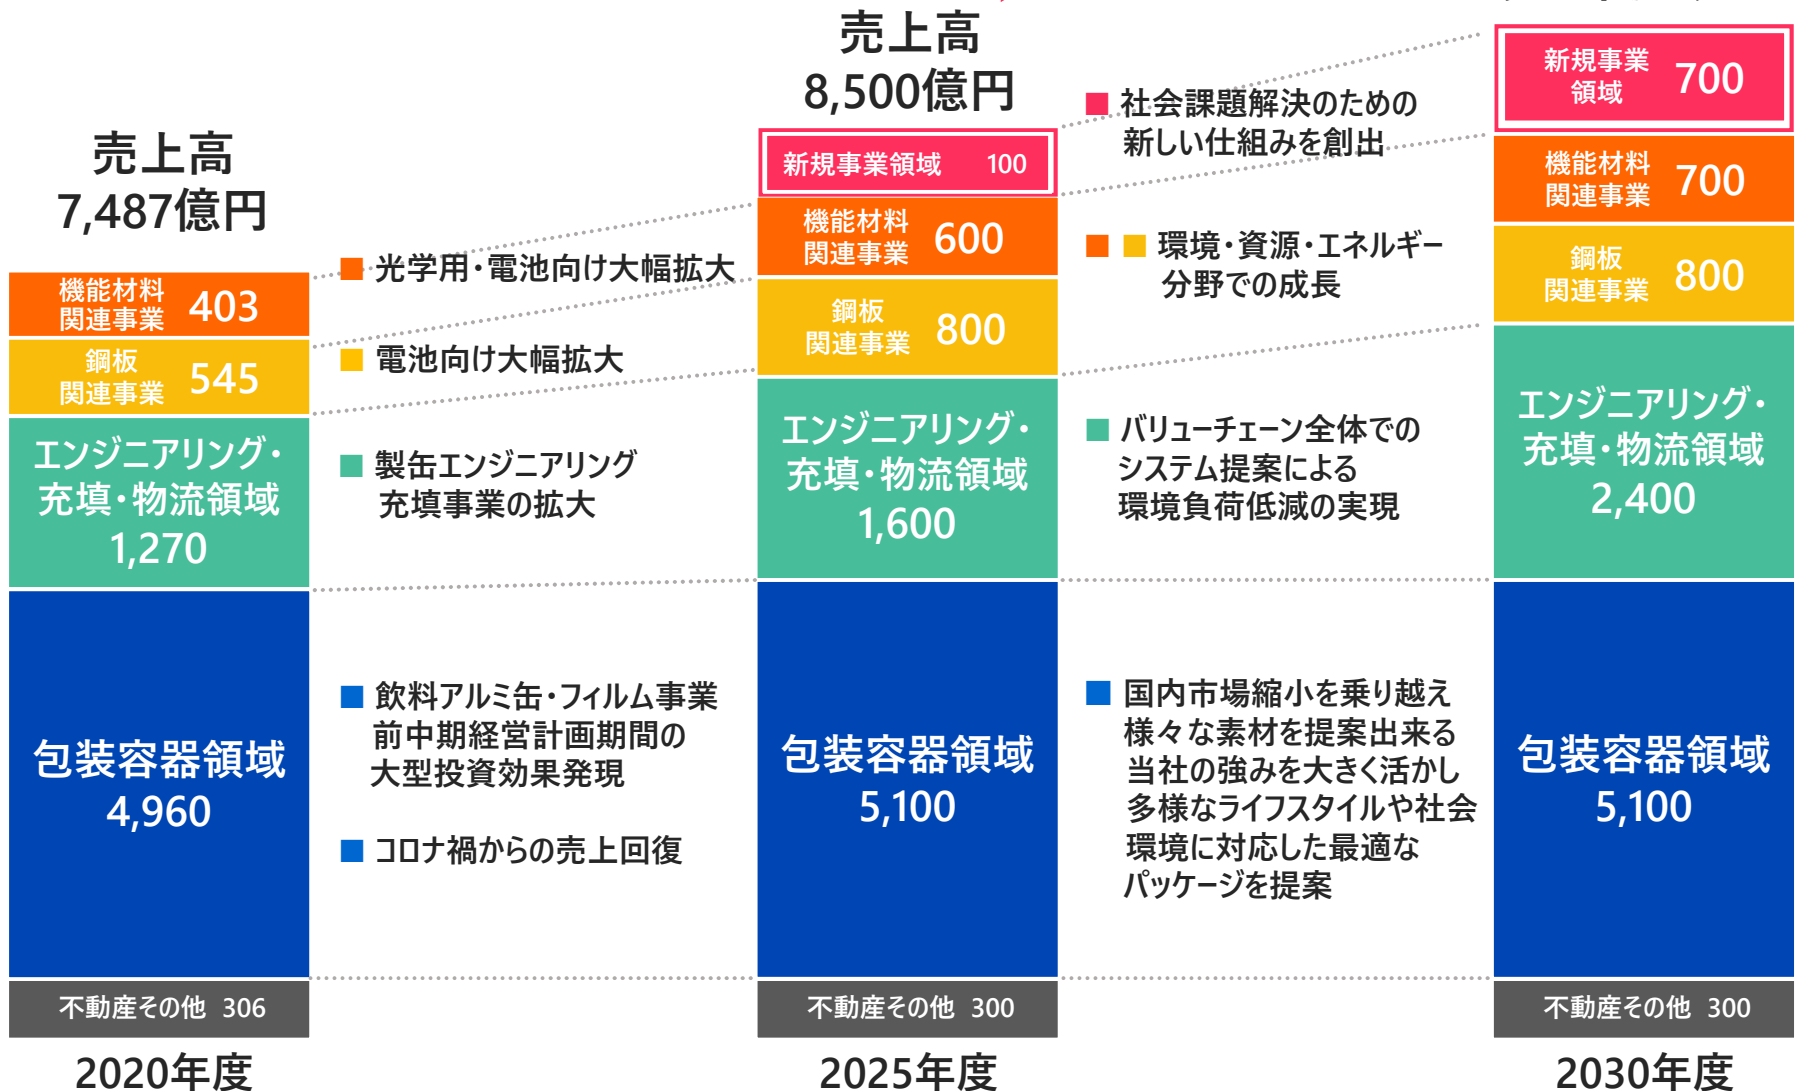 売上高
7,487億円
機能材料
関連事業 403
鋼板
関連事業 545
エンジニアリング・
充填・物流領域
1,270
包装容器領域
4,960
不動産その他 306
2020年度
■ 光学用・電池向け大幅拡大
■ 電池向け大幅拡大
■ 製缶エンジニアリング
充填事業の拡大
■ 飲料アルミ缶・フィルム事業
前中期経営計画期間の
大型投資効果発現
■ コロナ禍からの売上回復
売上高
8,500億円
新規事業領域 100
機能材料
関連事業 600
鋼板
関連事業 800
エンジニアリング・
充填・物流領域
1,600
包装容器領域
5,100
不動産その他 300
2025年度
■ 社会課題解決のための
新しい仕組みを創出
■ ■ 環境・資源・エネルギー
分野での成長
■ バリューチェーン全体での
システム提案による
環境負荷低減の実現
■ 国内市場縮小を乗り越え
様々な素材を提案出来る
当社の強みを大きく活かし
多様なライフスタイルや社会
環境に対応した最適な
パッケージを提案
新規事業
領域 700
機能材料
関連事業 700
鋼板
関連事業 800
エンジニアリング・
充填・物流領域
2,400
包装容器領域
5,100
不動産その他 300
2030年度